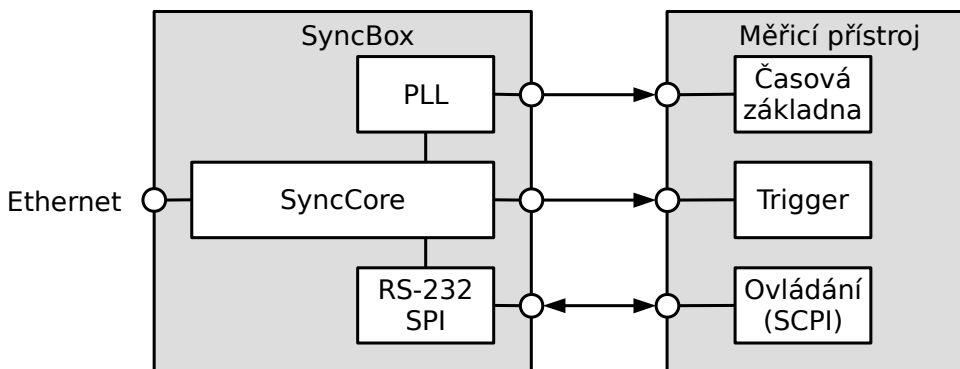 SyncBox
Měřicí přístroj
PLL
Časová
základna
Ethernet
SyncCore
Trigger
RS-232
SPI
Ovládání
(SCPI)